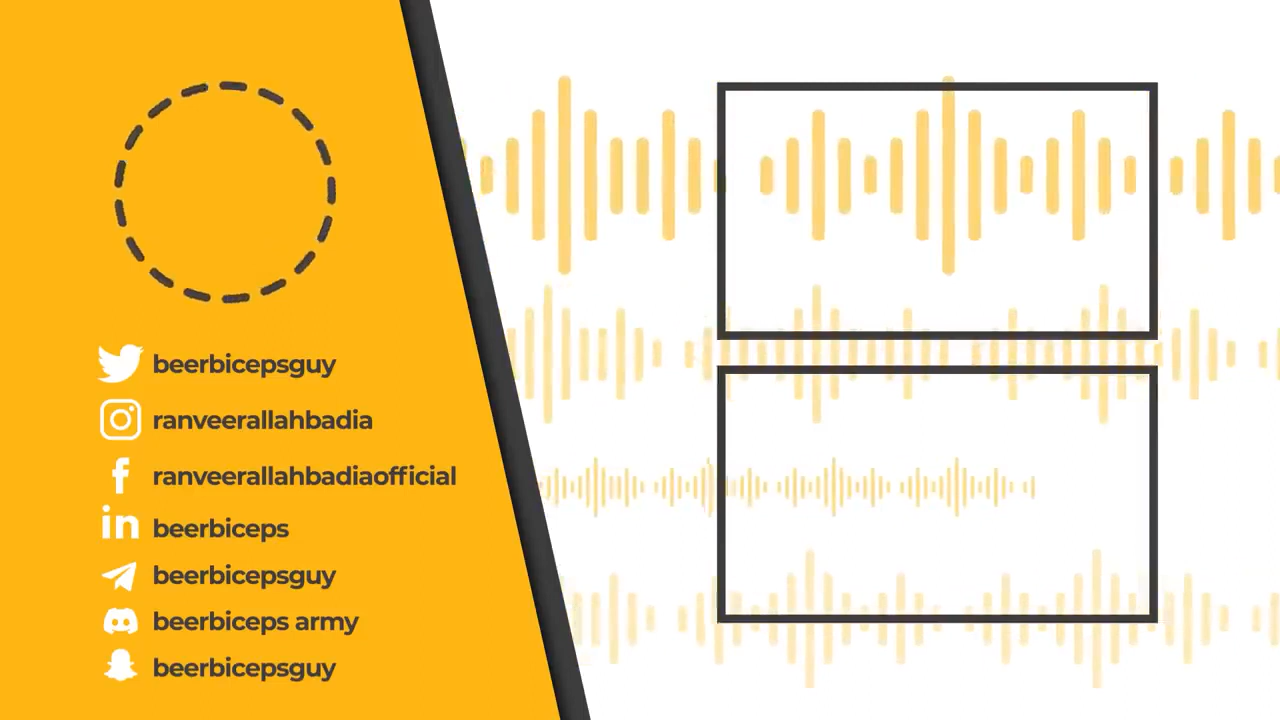 beerbicepsguy
ranveerallahbadia
ranveerallahbadiaofficial
beerbiceps
beerbicepsguy
beerbiceps army
beerbicepsguy